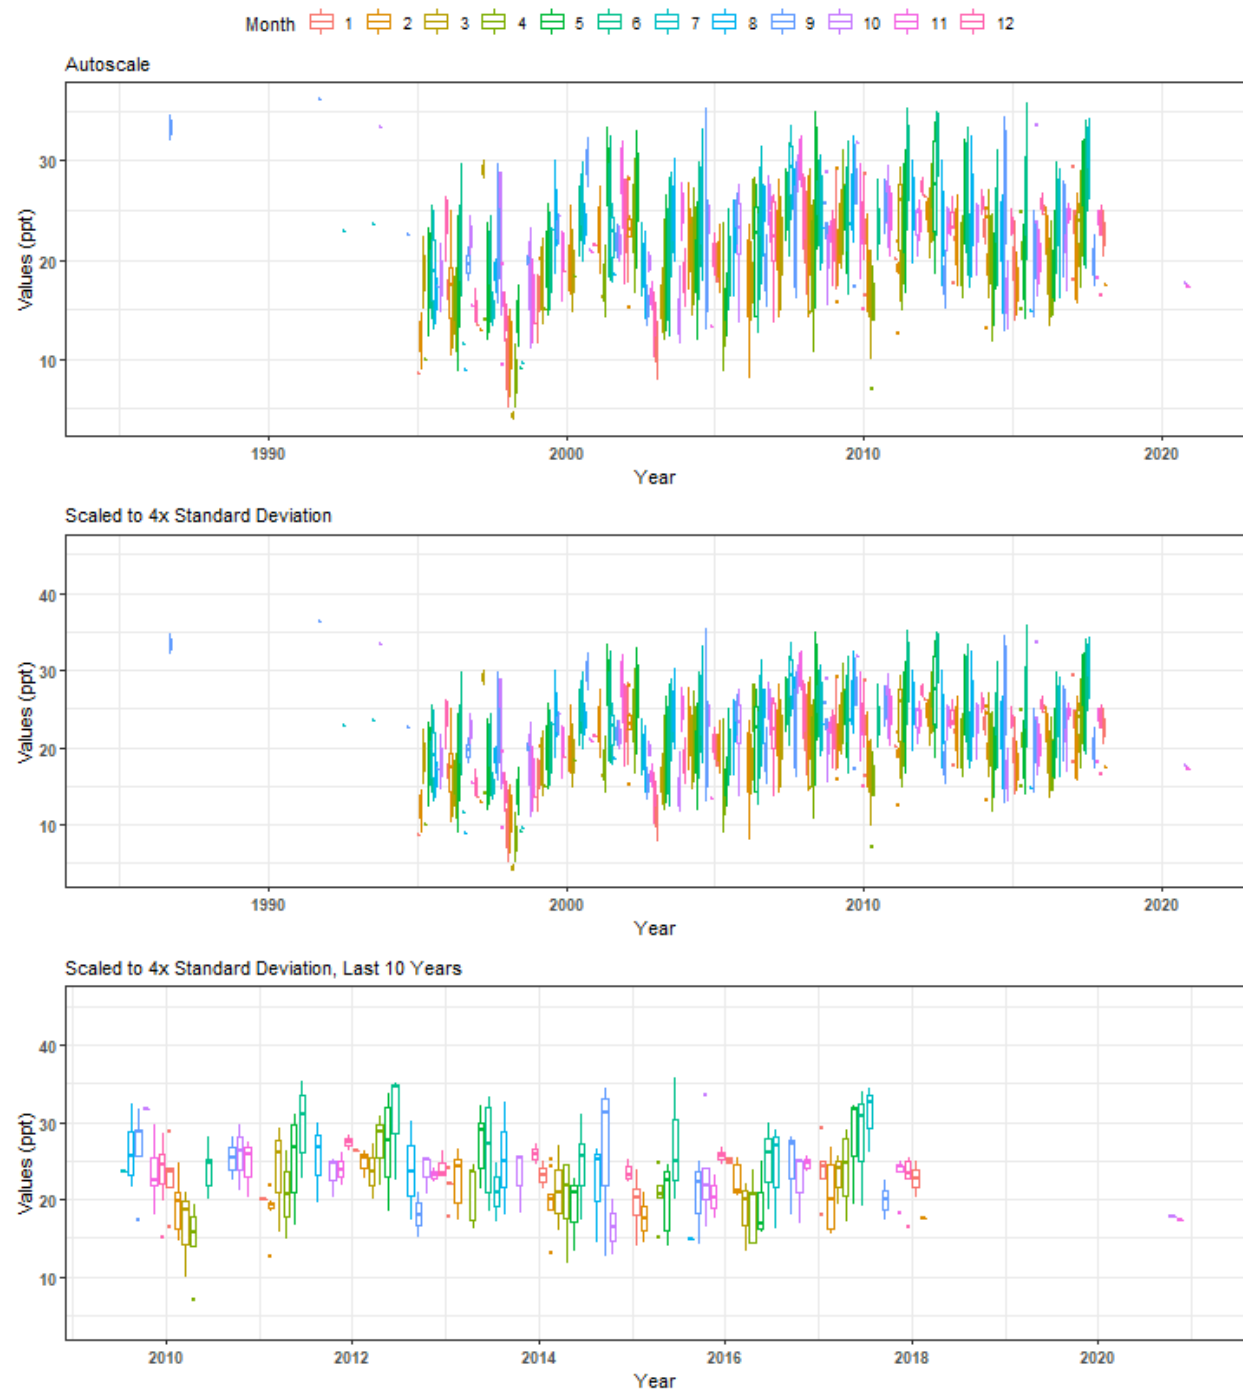 Month 1 2 3 4 5 6 7 8 9 10 11 12
Autoscale
30
20
10
Values (ppt)
1990 2000 2010 2020
Year
Scaled to 4x Standard Deviation
40
30
20
10
Values (ppt)
1990 2000 2010 2020
Year
Scaled to 4x Standard Deviation, Last 10 Years
40
30
20
10
Values (ppt)
2010 2012 2014 2016 2018 2020
Year